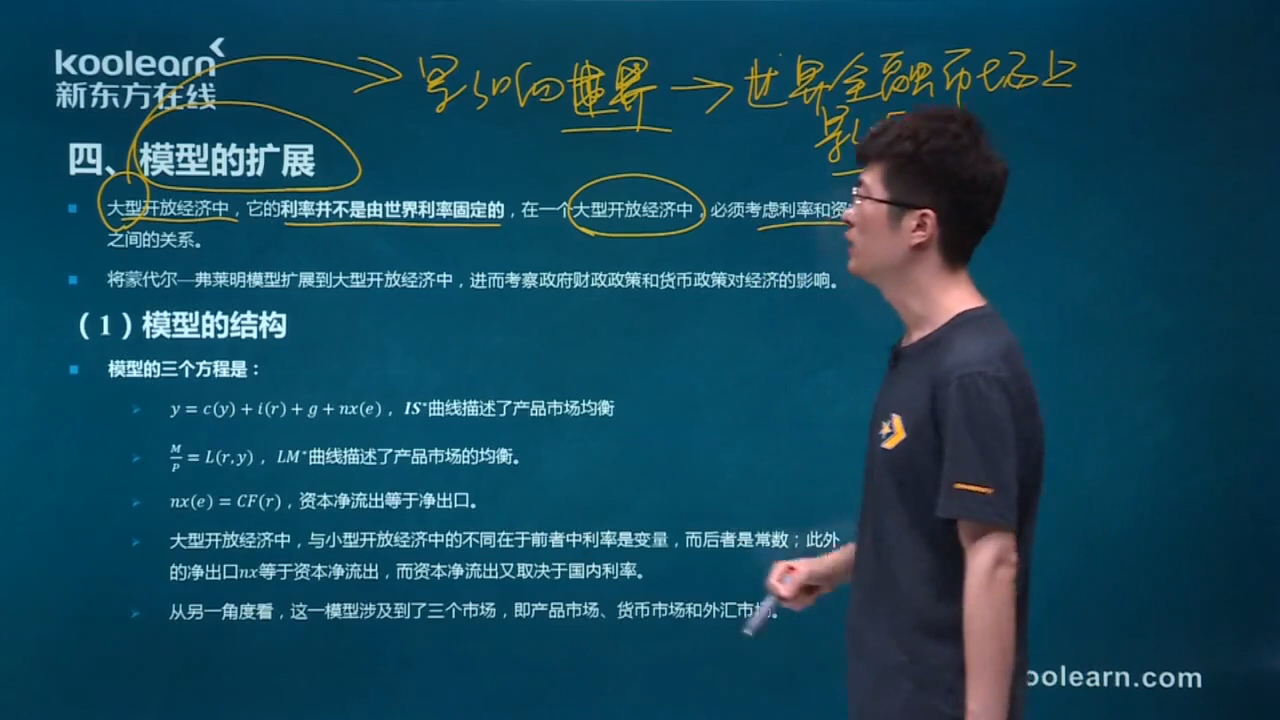 koolearn
新东方在线
影响世界 → 世界金融市场上
影
四、模型的扩展
大型开放经济中，它的利率并不是由世界利率固定的，在一个大型开放经济中，必须考虑利率和资
之间的关系。
将蒙代尔—弗莱明模型扩展到大型开放经济中，进而考察政府财政政策和货币政策对经济的影响。
（1）模型的结构
模型的三个方程是：
y = c(y) + i(r) + g + nx(e)，IS*曲线描述了产品市场均衡
M/P = L(r, y)，LM*曲线描述了产品市场的均衡。
nx(e) = CF(r)，资本净流出等于净出口。
大型开放经济中，与小型开放经济中的不同在于前者中利率是变量，而后者是常数；此外
的净出口nx等于资本净流出，而资本净流出又取决于国内利率。
从另一角度看，这一模型涉及到了三个市场，即产品市场、货币市场和外汇市场。
oolearn.com